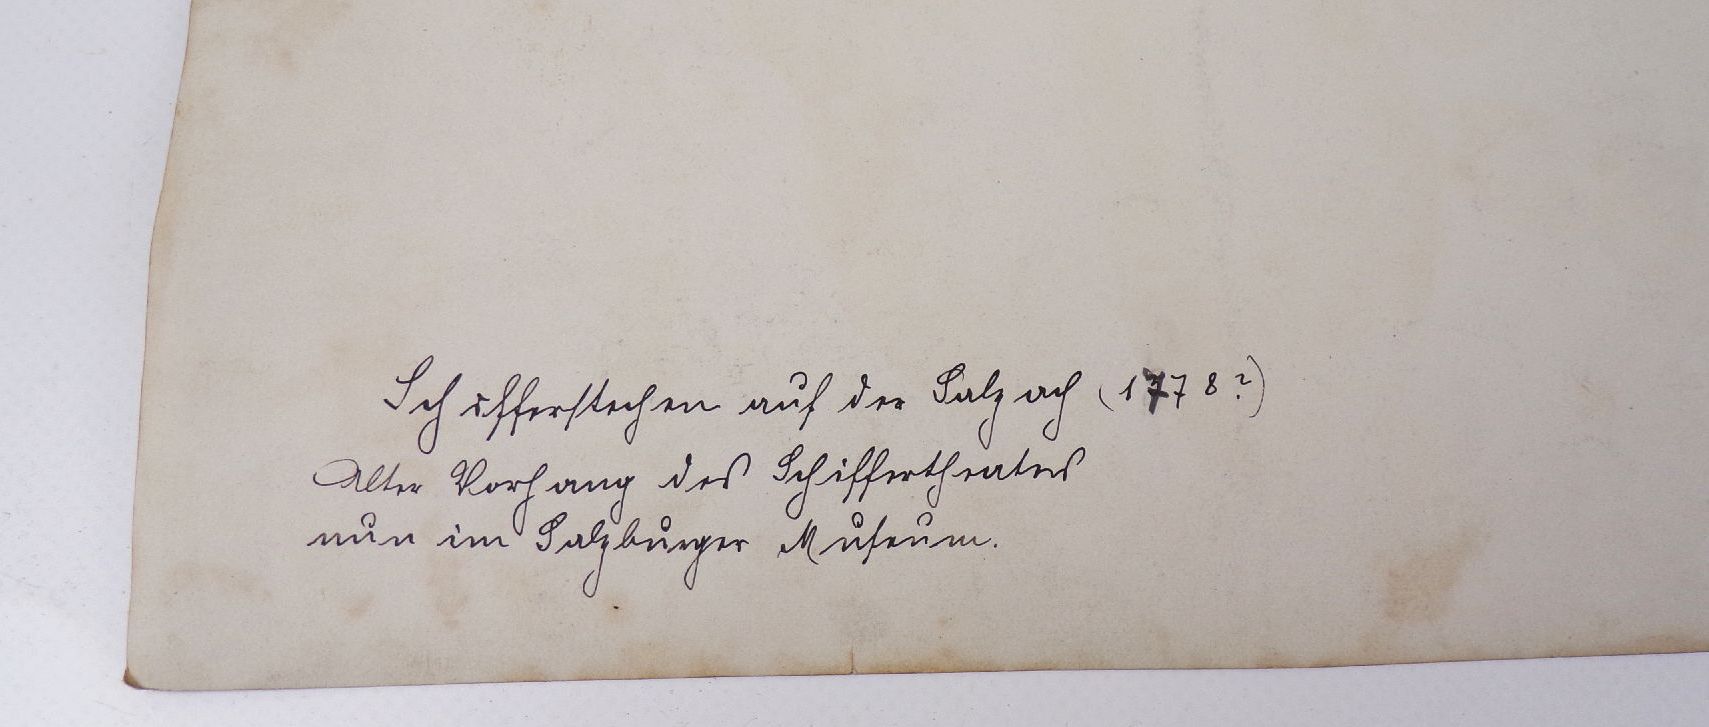 Schifferstechen auf der Salzach (1778?)
Alter Vorhang des Schiffertheaters
nun im Salzburger Museum.